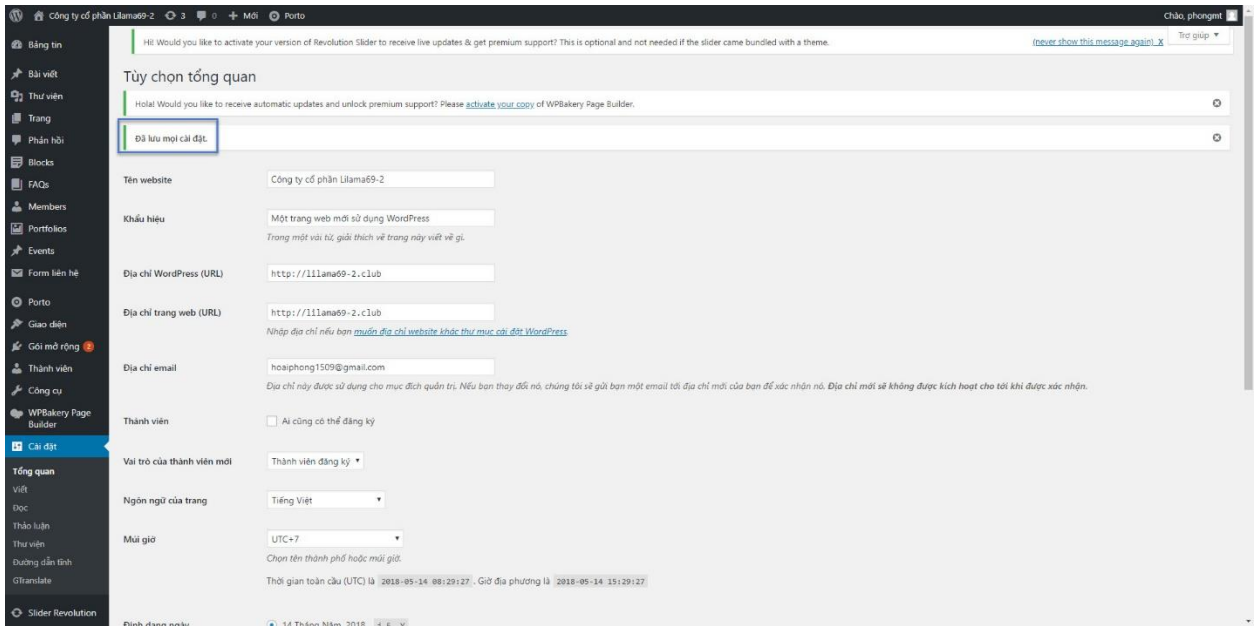 Công ty cổ phần Lilama69-2 3 0 Mới Porto Chào, phongmt
Hi! Would you like to activate your version of Revolution Slider to receive live updates & get premium support? This is optional and not needed if the slider came bundled with a theme. (never show this message again) X
Trợ giúp
Bảng tin
Bài viết
Thư viện
Trang
Phản hồi
Blocks
FAQs
Members
Portfolios
Events
Form liên hệ
Porto
Giao diện
Gói mở rộng 2
Thành viên
Công cụ
WPBakery Page
Builder
Cài đặt
Tổng quan
Viết
Đọc
Thảo luận
Thư viện
Đường dẫn tĩnh
GTranslate
Slider Revolution
Tùy chọn tổng quan
Hola! Would you like to receive automatic updates and unlock premium support? Please activate your copy of WPBakery Page Builder.
Đã lưu mọi cài đặt.
Tên website Công ty cổ phần Lilama69-2
Khẩu hiệu Một trang web mới sử dụng WordPress
Trong một vài từ, giải thích về trang này viết về gì.
Địa chỉ WordPress (URL) http://lilama69-2.club
Địa chỉ trang web (URL) http://lilama69-2.club
Nhập địa chỉ nếu bạn muốn địa chỉ website khác thư mục cài đặt WordPress.
Địa chỉ email hoaiphong1509@gmail.com
Địa chỉ này được sử dụng cho mục đích quản trị. Nếu bạn thay đổi nó, chúng tôi sẽ gửi bạn một email tới địa chỉ mới của bạn để xác nhận nó. Địa chỉ mới sẽ không được kích hoạt cho tới khi được xác nhận.
Thành viên Ai cũng có thể đăng ký
Vai trò của thành viên mới Thành viên đăng ký
Ngôn ngữ của trang Tiếng Việt
Múi giờ UTC+7
Chọn tên thành phố hoặc múi giờ.
Thời gian toàn cầu (UTC) là 2018-05-14 08:29:27 . Giờ địa phương là 2018-05-14 15:29:27
Định dạng ngày 14 Tháng Năm, 2018